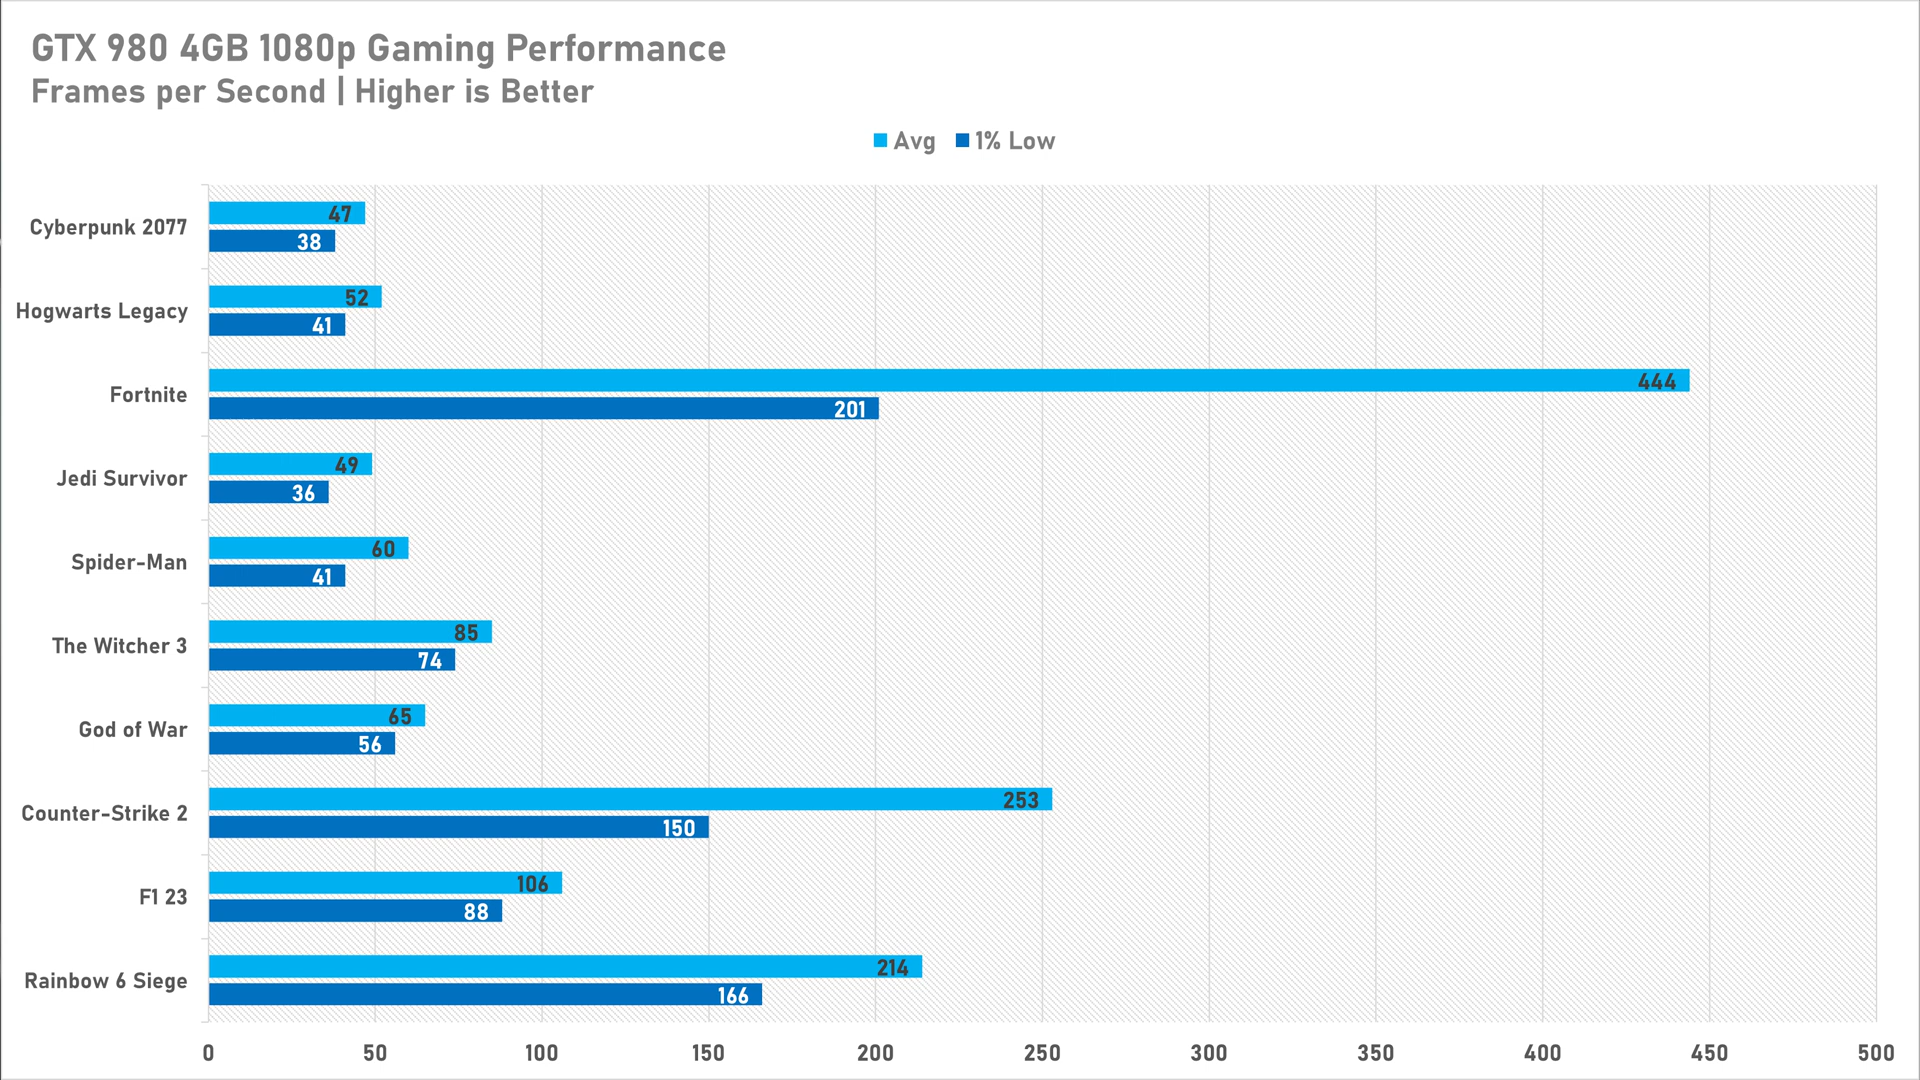 GTX 980 4GB 1080p Gaming Performance
Frames per Second | Higher is Better
Avg 1% Low
Cyberpunk 2077
47
38
Hogwarts Legacy
52
41
Fortnite
444
201
Jedi Survivor
49
36
Spider-Man
60
41
The Witcher 3
85
74
God of War
65
56
Counter-Strike 2
253
150
F1 23
106
88
Rainbow 6 Siege
214
166
0 50 100 150 200 250 300 350 400 450 500